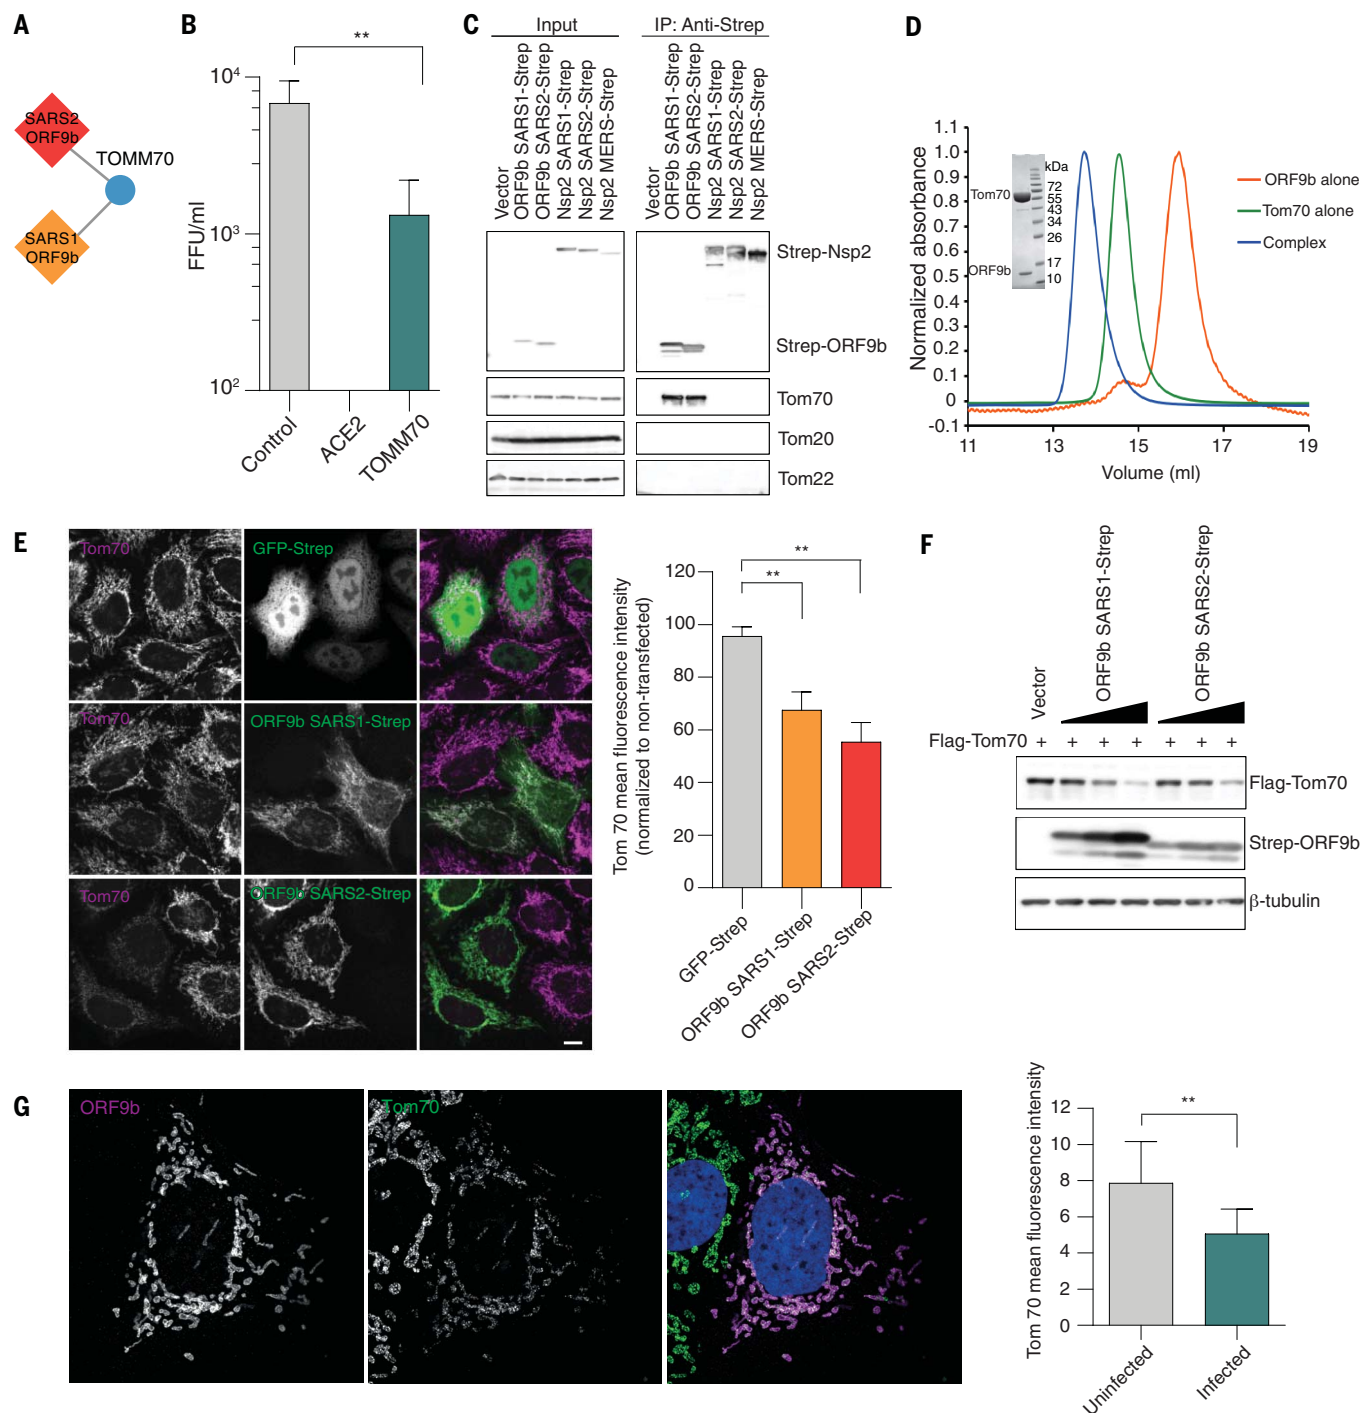 A
SARS2
ORF9b
TOMM70
SARS1
ORF9b
B
**
FFU/ml
10⁴
10³
10²
Control
ACE2
TOMM70
C
Input
IP: Anti-Strep
Vector
ORF9b SARS1-Strep
ORF9b SARS2-Strep
Nsp2 SARS1-Strep
Nsp2 SARS2-Strep
Nsp2 MERS-Strep
Vector
ORF9b SARS1-Strep
ORF9b SARS2-Strep
Nsp2 SARS1-Strep
Nsp2 SARS2-Strep
Nsp2 MERS-Strep
Strep-Nsp2
Strep-ORF9b
Tom70
Tom20
Tom22
D
Normalized absorbance
1.1
1.0
0.9
0.8
0.7
0.6
0.5
0.4
0.3
0.2
0.1
0
-0.1
11
13
15
17
19
Volume (ml)
kDa
72
55
43
34
26
17
10
Tom70
ORF9b
ORF9b alone
Tom70 alone
Complex
E
Tom70
GFP-Strep
Tom70
ORF9b SARS1-Strep
Tom70
ORF9b SARS2-Strep
Tom 70 mean fluorescence intensity
(normalized to non-transfected)
120
100
80
60
40
20
0
**
**
GFP-Strep
ORF9b SARS1-Strep
ORF9b SARS2-Strep
F
Vector
ORF9b SARS1-Strep
ORF9b SARS2-Strep
Flag-Tom70 + + + + + + +
Flag-Tom70
Strep-ORF9b
β-tubulin
G
ORF9b
Tom70
Tom 70 mean fluorescence intensity
12
10
8
6
4
2
0
**
Uninfected
Infected